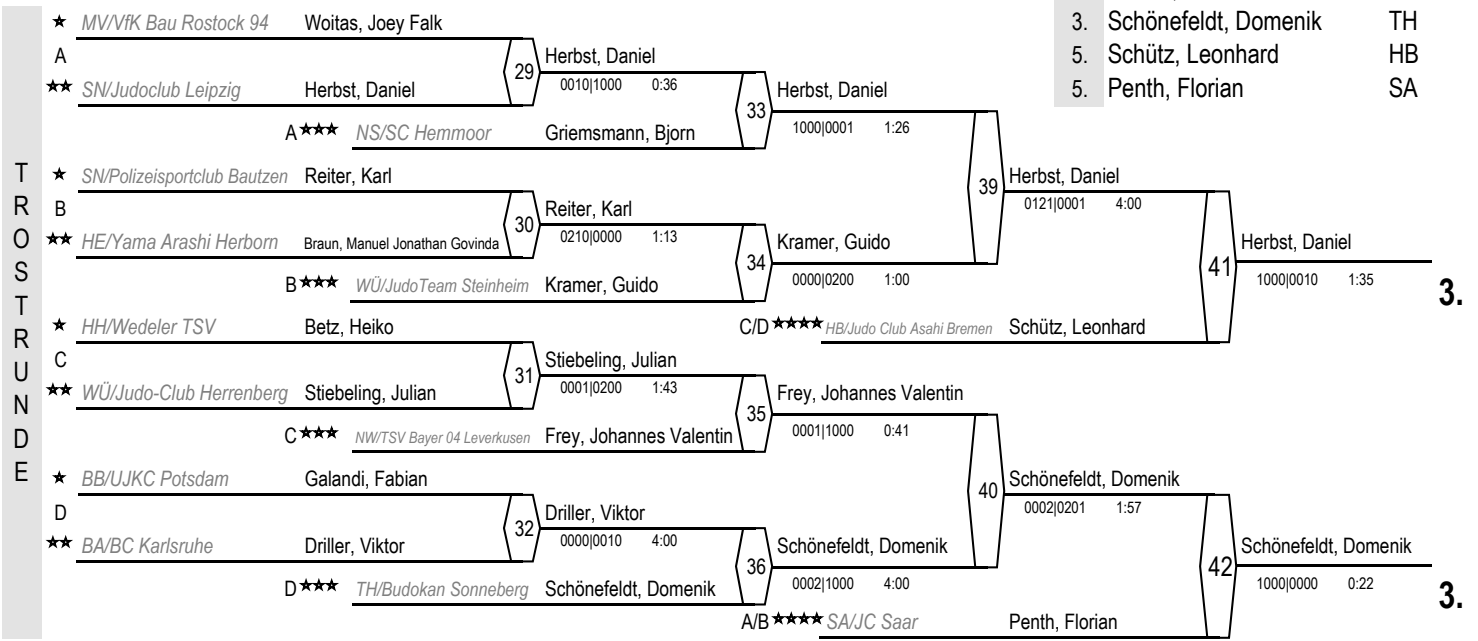 ★ MV/VfK Bau Rostock 94 Woitas, Joey Falk
3. Schönefeldt, Domenik TH
A
29 Herbst, Daniel
5. Schütz, Leonhard HB
★★ SN/Judoclub Leipzig Herbst, Daniel
0010|1000 0:36
33 Herbst, Daniel
5. Penth, Florian SA
A ★★★ NS/SC Hemmoor Griemsmann, Bjorn
1000|0001 1:26
★ SN/Polizeisportclub Bautzen Reiter, Karl
39 Herbst, Daniel
0121|0001 4:00
B
30 Reiter, Karl
★★ HE/Yama Arashi Herborn Braun, Manuel Jonathan Govinda
0210|0000 1:13
34 Kramer, Guido
41 Herbst, Daniel
B ★★★ WÜ/JudoTeam Steinheim Kramer, Guido
0000|0200 1:00
1000|0010 1:35
3.
★ HH/Wedeler TSV Betz, Heiko
C/D ★★★★ HB/Judo Club Asahi Bremen Schütz, Leonhard
C
31 Stiebeling, Julian
★★ WÜ/Judo-Club Herrenberg Stiebeling, Julian
0001|0200 1:43
35 Frey, Johannes Valentin
C ★★★ NW/TSV Bayer 04 Leverkusen Frey, Johannes Valentin
0001|1000 0:41
★ BB/UJKC Potsdam Galandi, Fabian
40 Schönefeldt, Domenik
0002|0201 1:57
D
32 Driller, Viktor
★★ BA/BC Karlsruhe Driller, Viktor
0000|0010 4:00
36 Schönefeldt, Domenik
42 Schönefeldt, Domenik
D ★★★ TH/Budokan Sonneberg Schönefeldt, Domenik
0002|1000 4:00
1000|0000 0:22
3.
A/B ★★★★ SA/JC Saar Penth, Florian
TROSTRUNDE